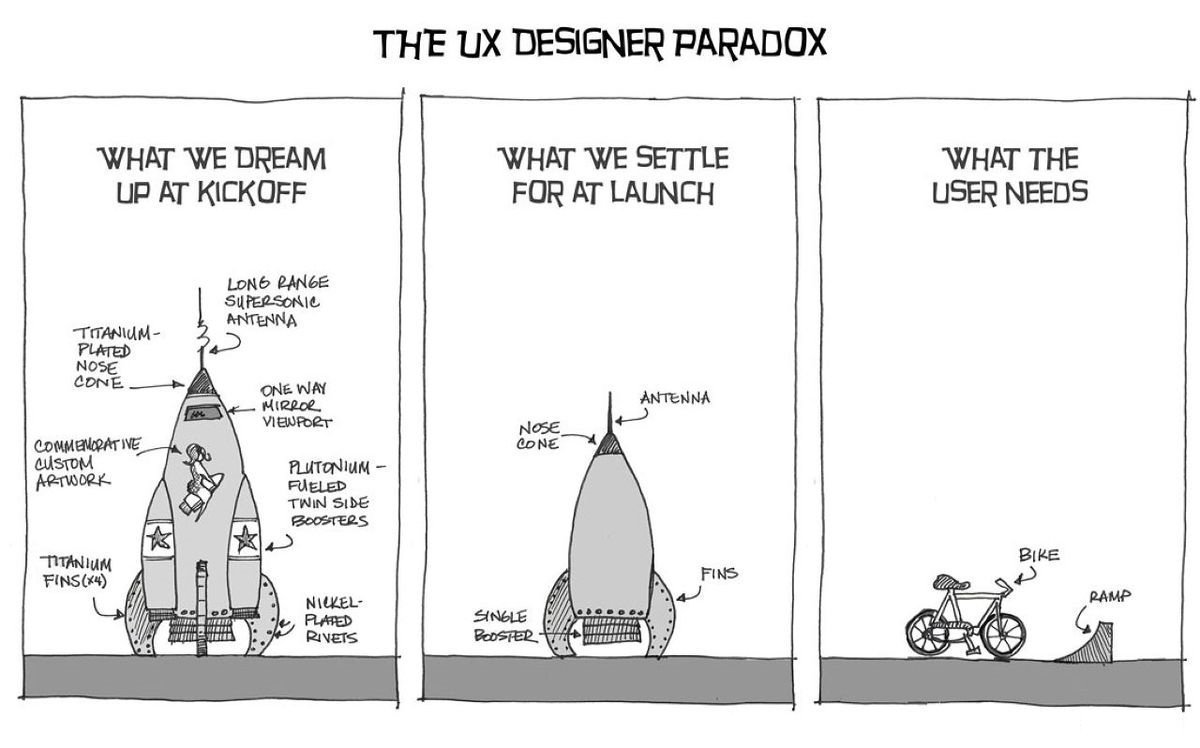 THE UX DESIGNER PARADOX
WHAT WE DREAM
UP AT KICKOFF
LONG RANGE
SUPERSONIC
ANTENNA
TITANIUM-
PLATED
NOSE
CONE
ONE WAY
MIRROR
VIEWPORT
COMMEMORATIVE
CUSTOM
ARTWORK
PLUTONIUM-
FUELED
TWIN SIDE
BOOSTERS
TITANIUM
FINS (x4)
NICKEL-
PLATED
RIVETS
WHAT WE SETTLE
FOR AT LAUNCH
ANTENNA
NOSE
CONE
FINS
SINGLE
BOOSTER
WHAT THE
USER NEEDS
BIKE
RAMP